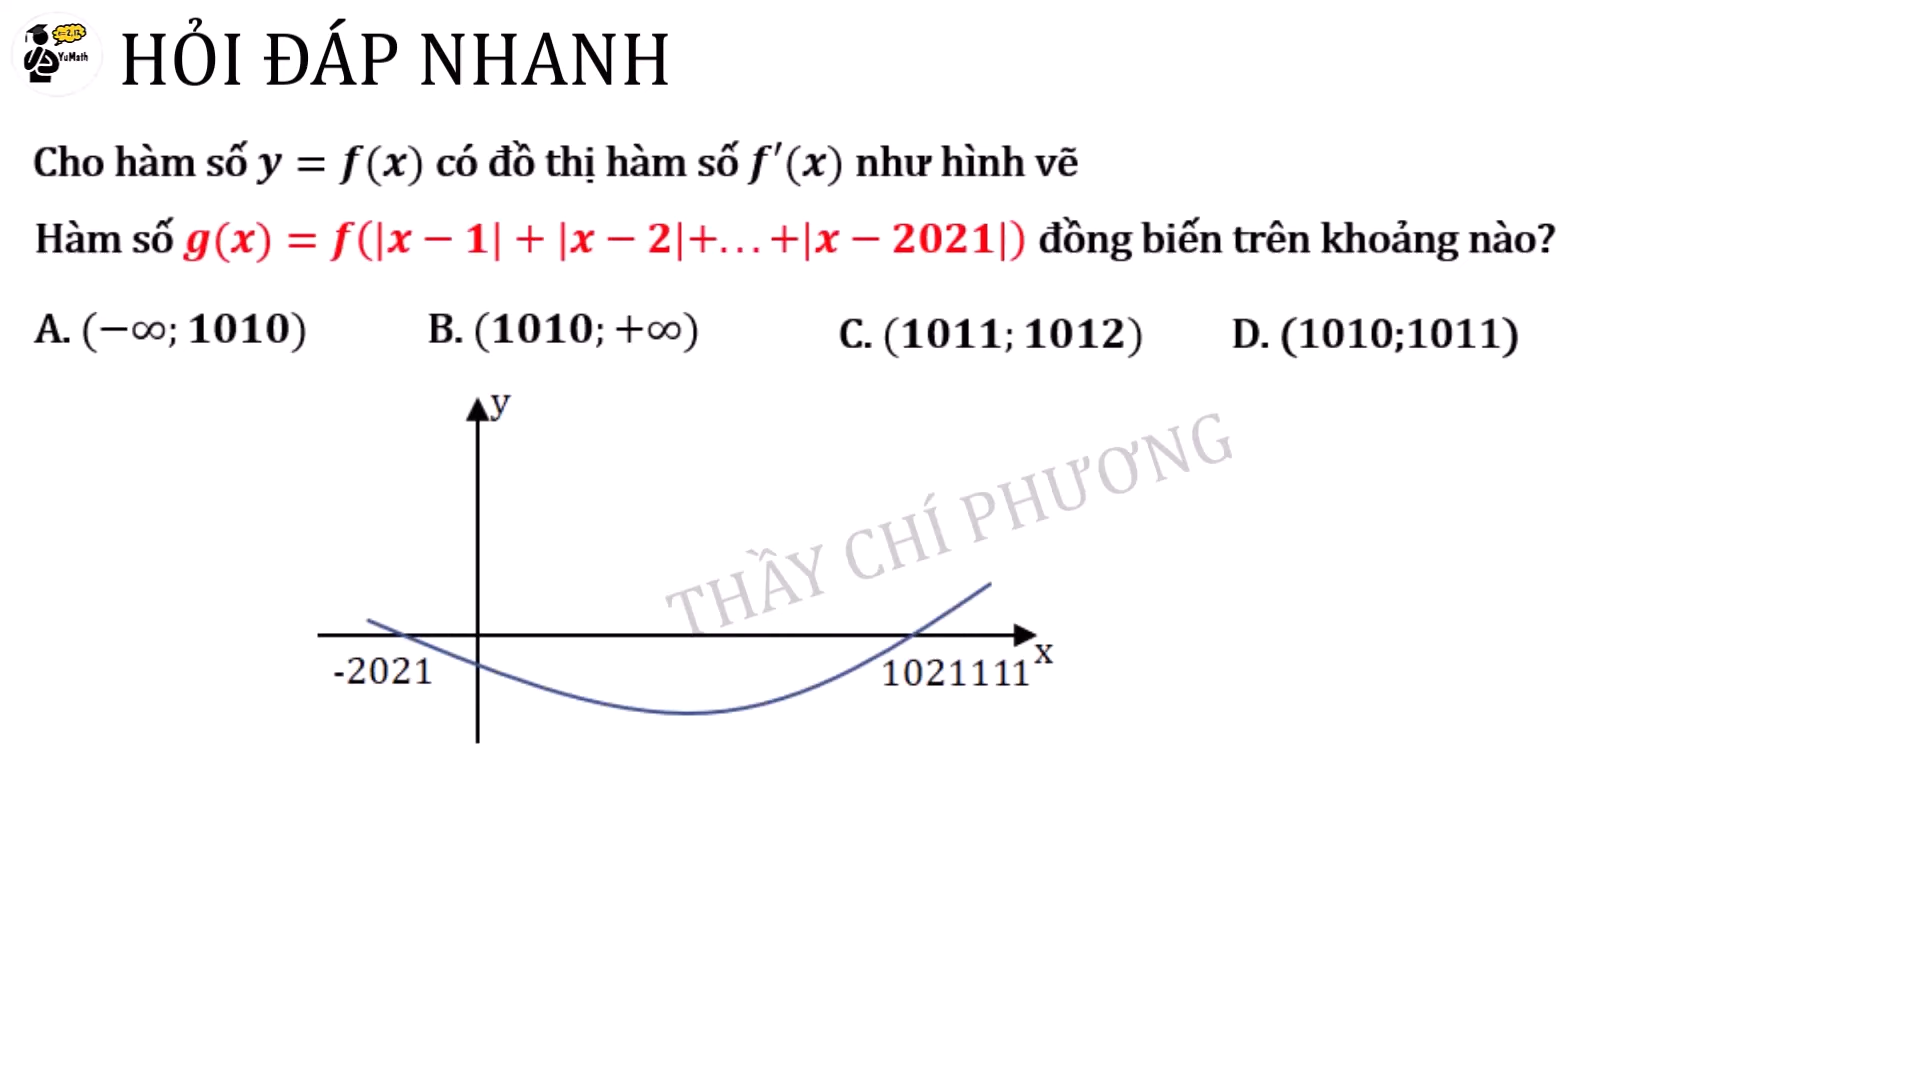 YuMath
HỎI ĐÁP NHANH
Cho hàm số y = f(x) có đồ thị hàm số f′(x) như hình vẽ
Hàm số g(x) = f(|x − 1| + |x − 2|+…+|x − 2021|) đồng biến trên khoảng nào?
A. (−∞; 1010) B. (1010; +∞) C. (1011; 1012) D. (1010;1011)
y
THẦY CHÍ PHƯƠNG
x
-2021 1021111